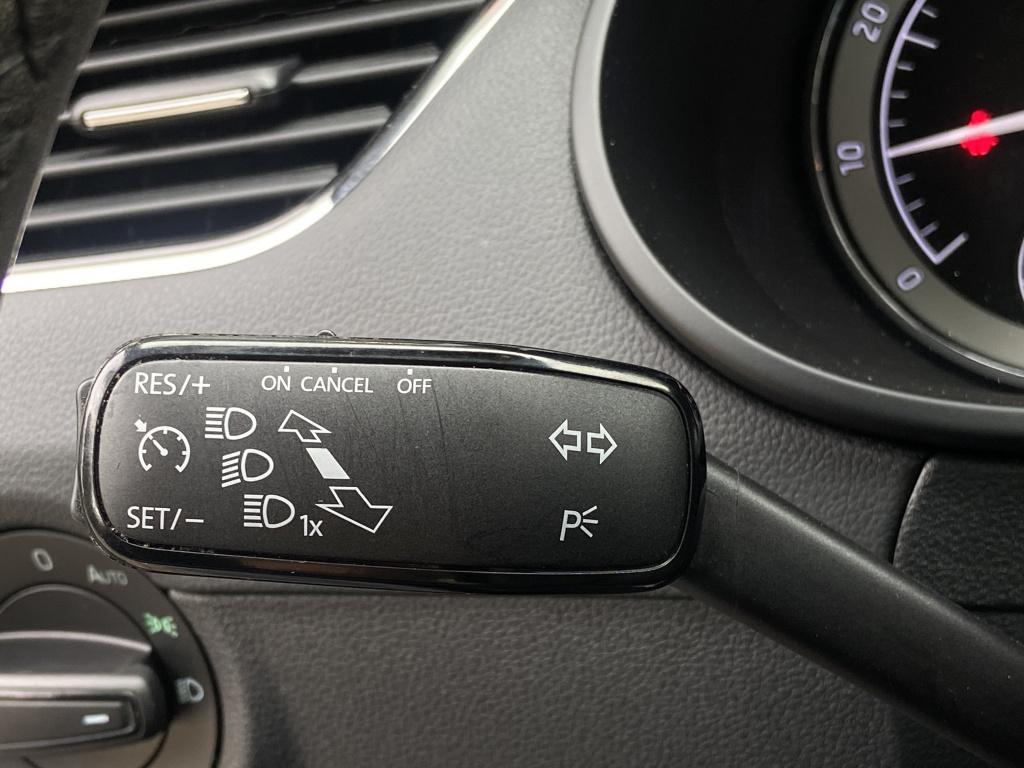 20
10
0
RES/+
ON CANCEL OFF
SET/−
1x
P
0
AUTO